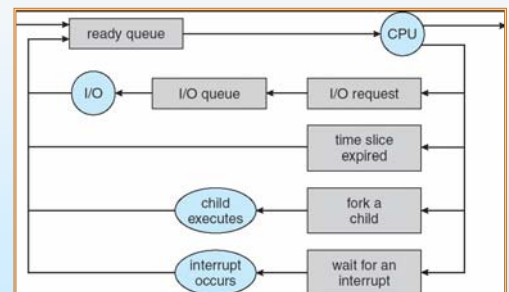 ready queue
CPU
I/O
I/O queue
I/O request
time slice
expired
child
executes
fork a
child
interrupt
occurs
wait for an
interrupt